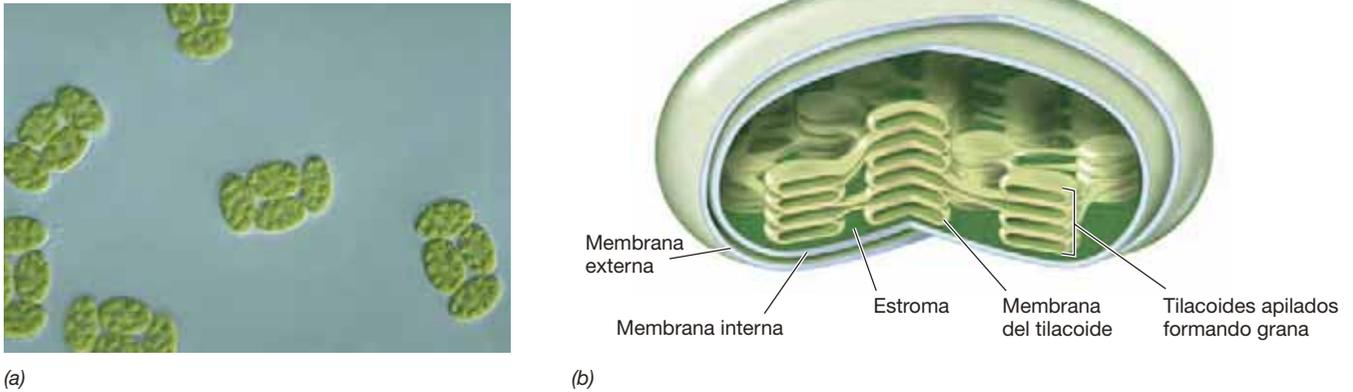 Membrana
externa
Membrana interna
Estroma
Membrana
del tilacoide
Tilacoides apilados
formando grana
(a)
(b)